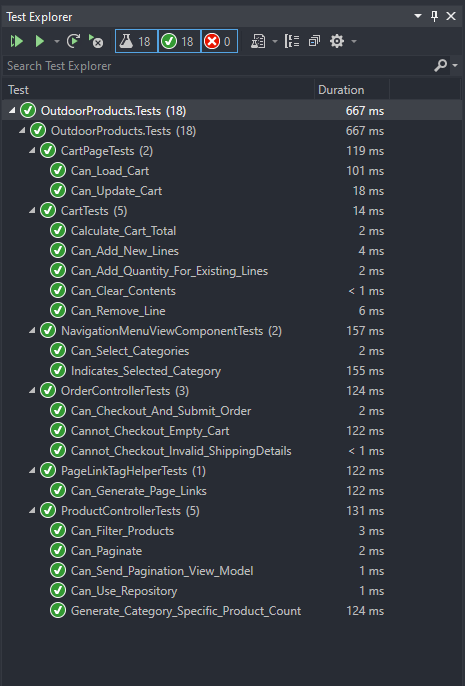 Test Explorer
18 18 0
Search Test Explorer
Test Duration
OutdoorProducts.Tests (18) 667 ms
OutdoorProducts.Tests (18) 667 ms
CartPageTests (2) 119 ms
Can_Load_Cart 101 ms
Can_Update_Cart 18 ms
CartTests (5) 14 ms
Calculate_Cart_Total 2 ms
Can_Add_New_Lines 4 ms
Can_Add_Quantity_For_Existing_Lines 2 ms
Can_Clear_Contents < 1 ms
Can_Remove_Line 6 ms
NavigationMenuViewComponentTests (2) 157 ms
Can_Select_Categories 2 ms
Indicates_Selected_Category 155 ms
OrderControllerTests (3) 124 ms
Can_Checkout_And_Submit_Order 2 ms
Cannot_Checkout_Empty_Cart 122 ms
Cannot_Checkout_Invalid_ShippingDetails < 1 ms
PageLinkTagHelperTests (1) 122 ms
Can_Generate_Page_Links 122 ms
ProductControllerTests (5) 131 ms
Can_Filter_Products 3 ms
Can_Paginate 2 ms
Can_Send_Pagination_View_Model 1 ms
Can_Use_Repository 1 ms
Generate_Category_Specific_Product_Count 124 ms